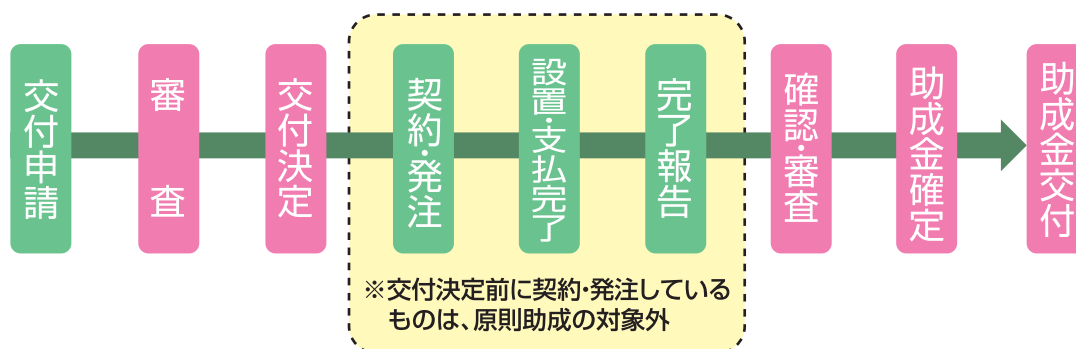 交付申請
審査
交付決定
契約・発注
設置・支払完了
完了報告
確認・審査
助成金確定
助成金交付
※交付決定前に契約・発注している
ものは、原則助成の対象外